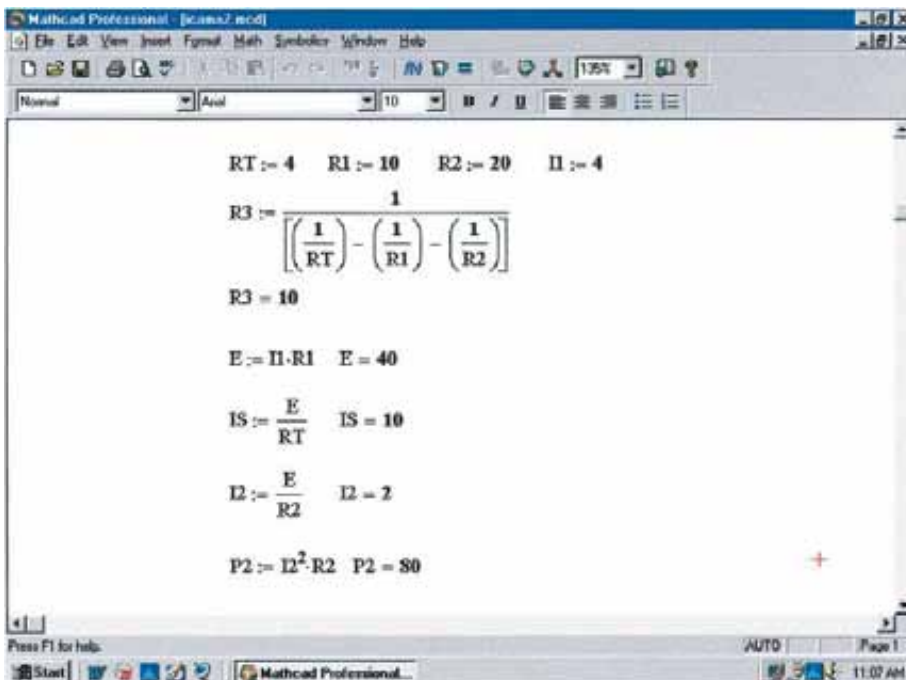 Mathcad Professional - [icama2.mcd]
File Edit View Insert Format Math Symbolics Window Help
135%
Normal Arial 10 B I U
RT := 4 R1 := 10 R2 := 20 I1 := 4
R3 := 1 / [(1/RT) - (1/R1) - (1/R2)]
R3 = 10
E := I1·R1 E = 40
IS := E/RT IS = 10
I2 := E/R2 I2 = 2
P2 := I2²·R2 P2 = 80
Press F1 for help.
AUTO Page 1
Start Mathcad Professional... 11:07 AM